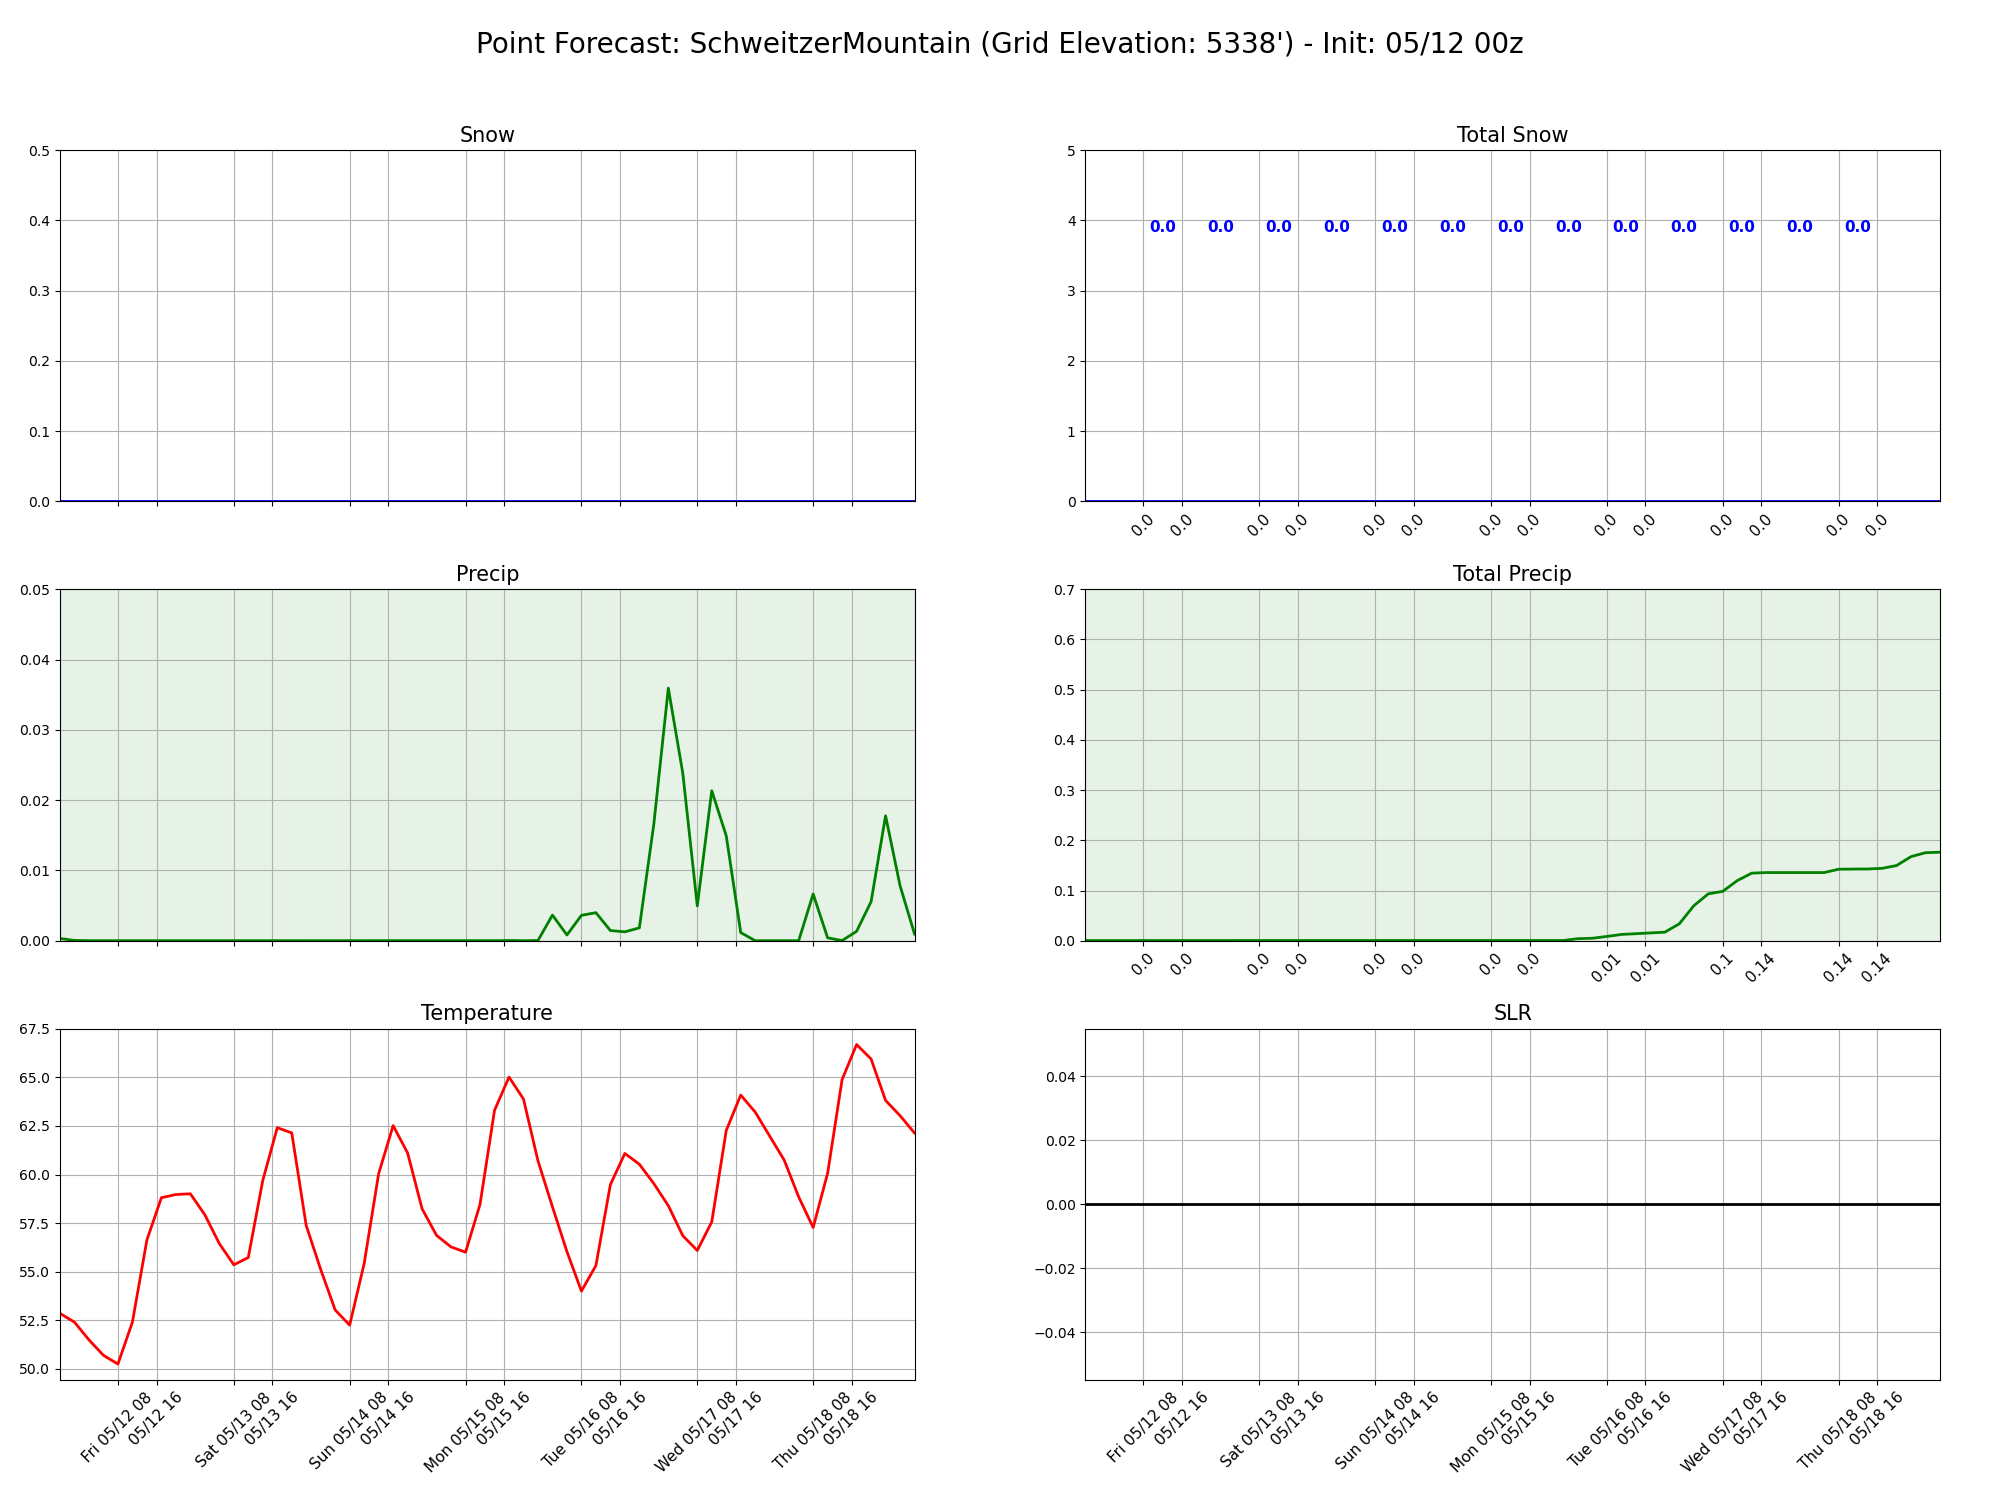 Point Forecast: SchweitzerMountain (Grid Elevation: 5338') - Init: 05/12 00z
Snow
0.5
0.4
0.3
0.2
0.1
0.0
Total Snow
5
4
3
2
1
0
0.0 0.0 0.0 0.0 0.0 0.0 0.0 0.0 0.0 0.0 0.0 0.0 0.0
0.0 0.0 0.0 0.0 0.0 0.0 0.0 0.0 0.0 0.0 0.0 0.0 0.0 0.0
Precip
0.05
0.04
0.03
0.02
0.01
0.00
Total Precip
0.7
0.6
0.5
0.4
0.3
0.2
0.1
0.0
0.0 0.0 0.0 0.0 0.0 0.0 0.0 0.0 0.01 0.01 0.1 0.14 0.14 0.14
Temperature
67.5
65.0
62.5
60.0
57.5
55.0
52.5
50.0
Fri 05/12 08
05/12 16
Sat 05/13 08
05/13 16
Sun 05/14 08
05/14 16
Mon 05/15 08
05/15 16
Tue 05/16 08
05/16 16
Wed 05/17 08
05/17 16
Thu 05/18 08
05/18 16
SLR
0.04
0.02
0.00
−0.02
−0.04
Fri 05/12 08
05/12 16
Sat 05/13 08
05/13 16
Sun 05/14 08
05/14 16
Mon 05/15 08
05/15 16
Tue 05/16 08
05/16 16
Wed 05/17 08
05/17 16
Thu 05/18 08
05/18 16